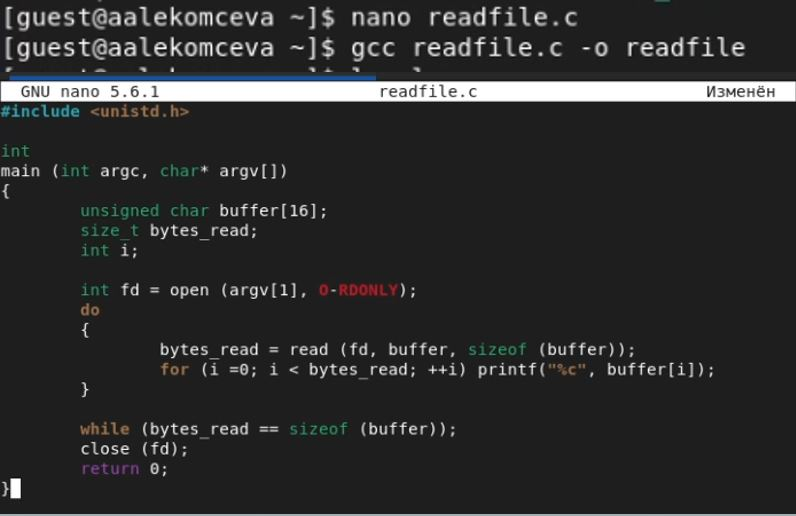 [guest@aalekomceva ~]$ nano readfile.c
[guest@aalekomceva ~]$ gcc readfile.c -o readfile
GNU nano 5.6.1 readfile.c Изменён
#include <unistd.h>
int
main (int argc, char* argv[])
{
unsigned char buffer[16];
size_t bytes_read;
int i;
int fd = open (argv[1], O-RDONLY);
do
{
bytes_read = read (fd, buffer, sizeof (buffer));
for (i =0; i < bytes_read; ++i) printf("%c", buffer[i]);
}
while (bytes_read == sizeof (buffer));
close (fd);
return 0;
}